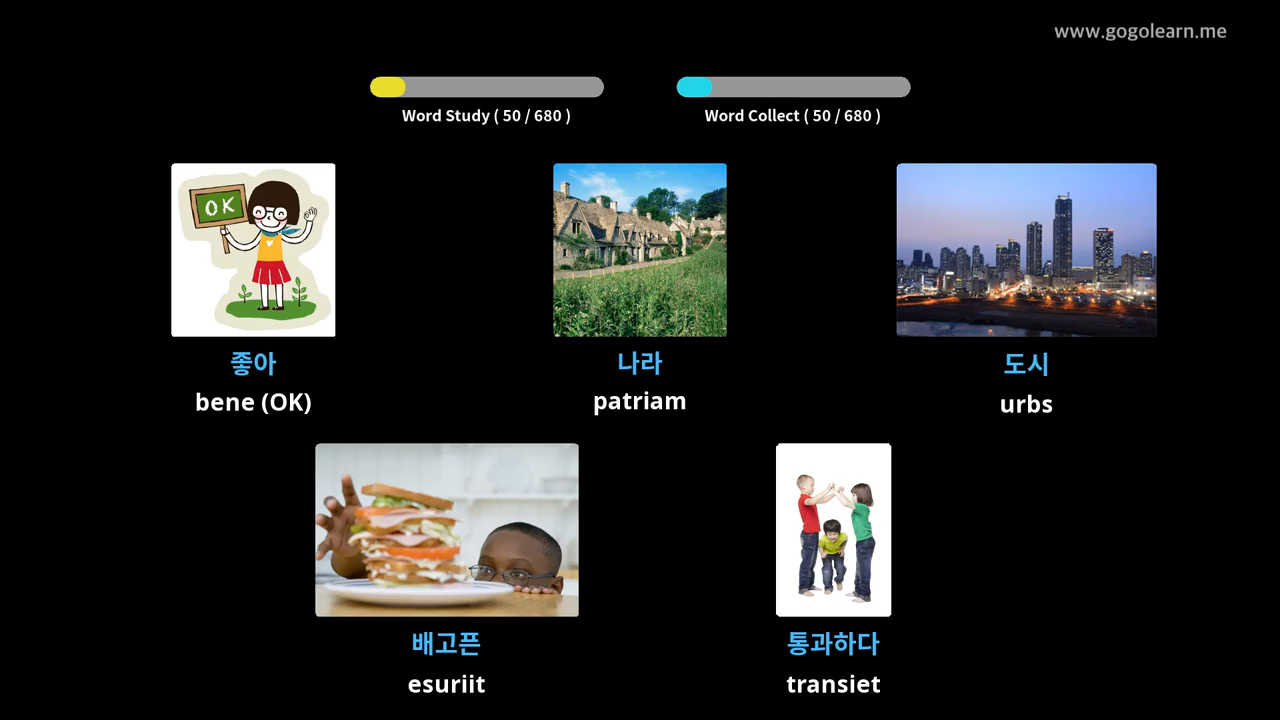 www.gogolearn.me
Word Study ( 50 / 680 )
Word Collect ( 50 / 680 )
OK
좋아
bene (OK)
나라
patriam
도시
urbs
배고픈
esuriit
통과하다
transiet